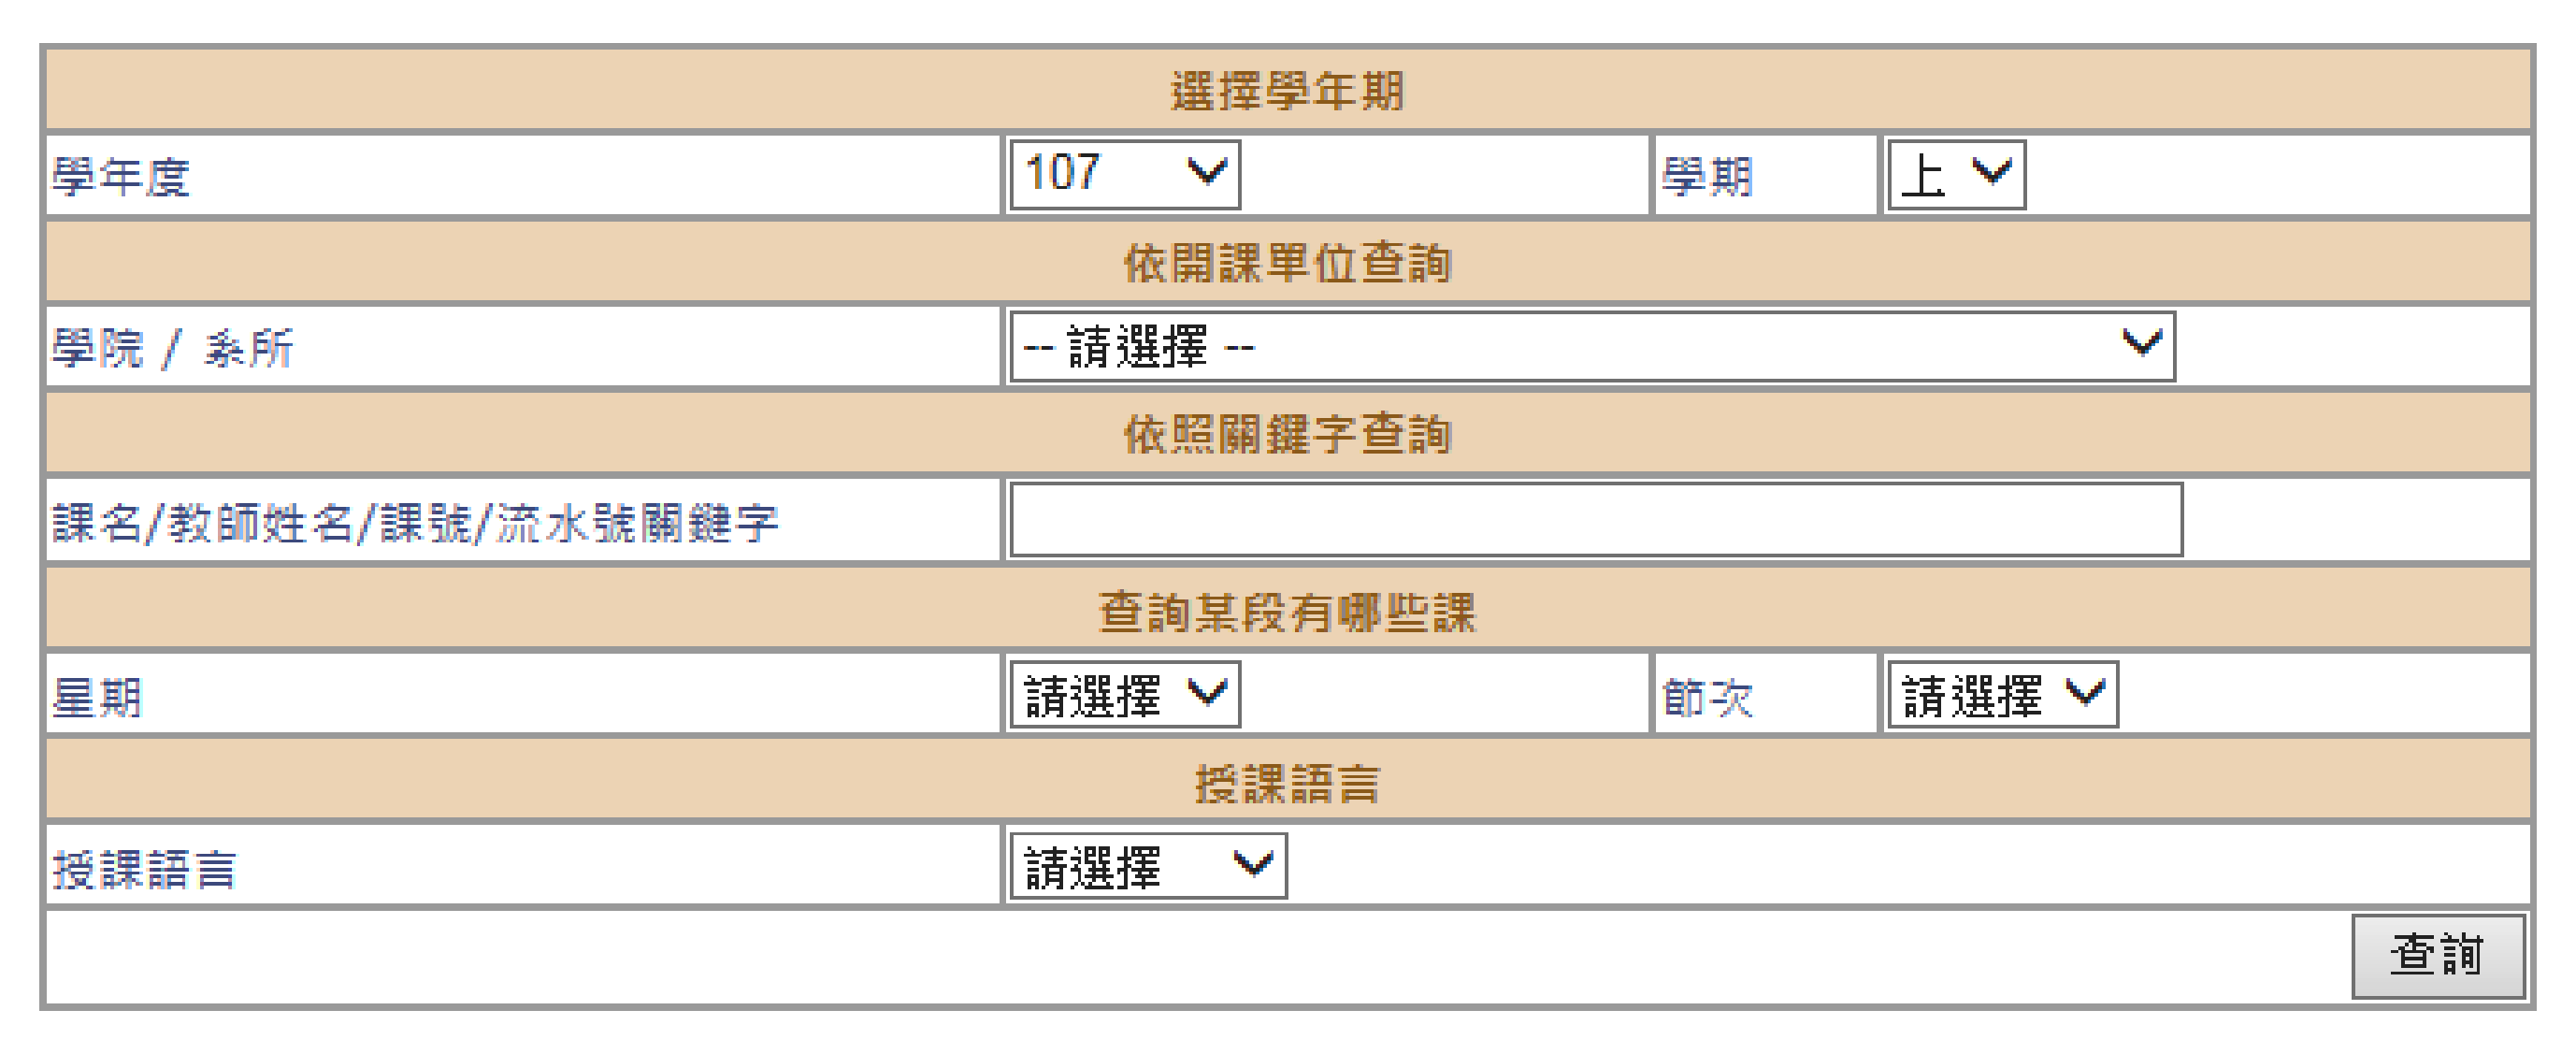 選擇學年期
學年度 107 學期 上
依開課單位查詢
學院 / 系所 -- 請選擇 --
依照關鍵字查詢
課名/教師姓名/課號/流水號關鍵字
查詢某段有哪些課
星期 請選擇 節次 請選擇
授課語言
授課語言 請選擇
查詢